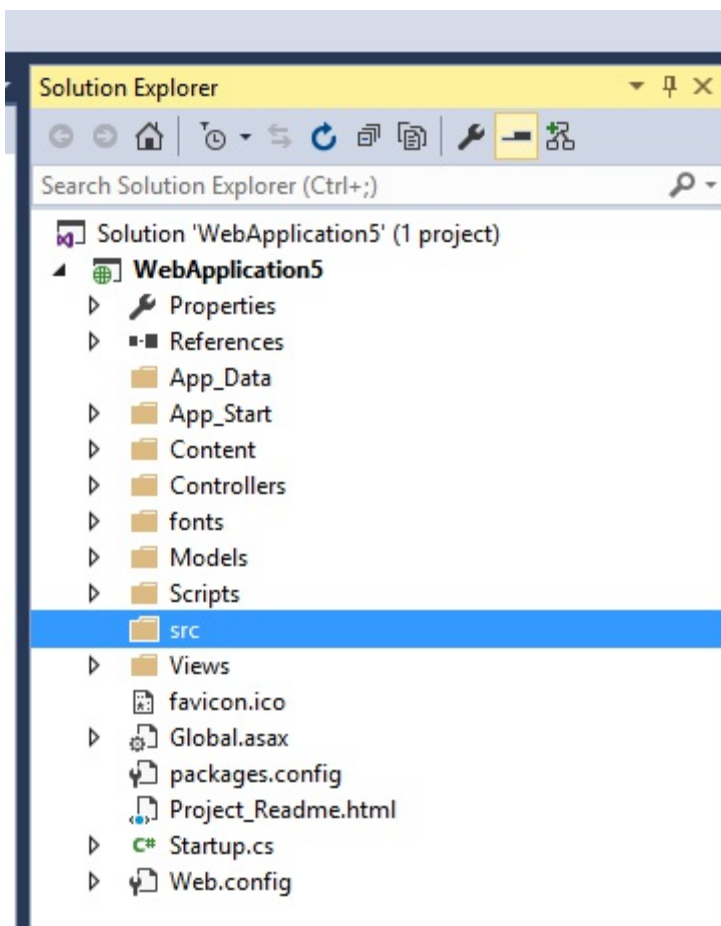 Solution Explorer
Search Solution Explorer (Ctrl+;)
Solution 'WebApplication5' (1 project)
WebApplication5
Properties
References
App_Data
App_Start
Content
Controllers
fonts
Models
Scripts
src
Views
favicon.ico
Global.asax
packages.config
Project_Readme.html
C# Startup.cs
Web.config